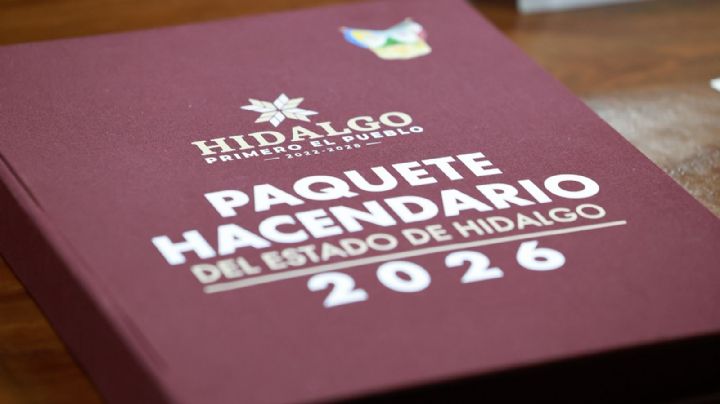 HIDALGO
PRIMERO EL PUEBLO
2022-2028
PAQUETE
HACENDARIO
DEL ESTADO DE HIDALGO
2026